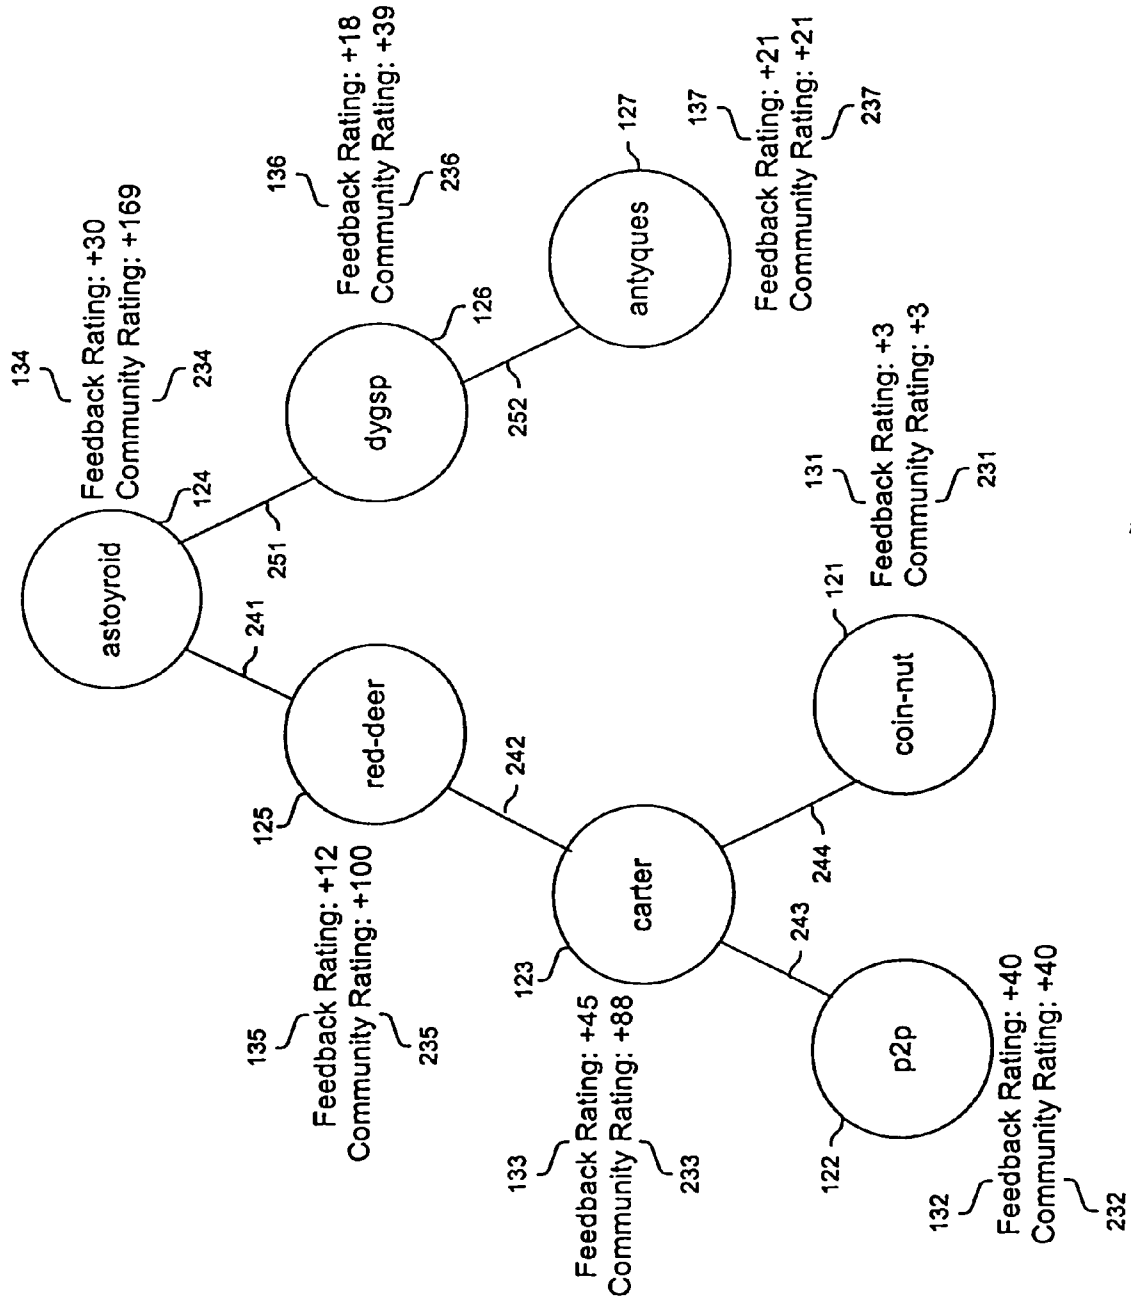 134
Feedback Rating: +30
Community Rating: +169
234
astoyroid
124
241
251
136
Feedback Rating: +18
Community Rating: +39
236
135
Feedback Rating: +12
Community Rating: +100
235
125
red-deer
dygsp
126
242
252
133
Feedback Rating: +45
Community Rating: +88
233
123
carter
antyques
127
137
Feedback Rating: +21
Community Rating: +21
237
243
244
122
p2p
132
Feedback Rating: +40
Community Rating: +40
232
coin-nut
121
131
Feedback Rating: +3
Community Rating: +3
231